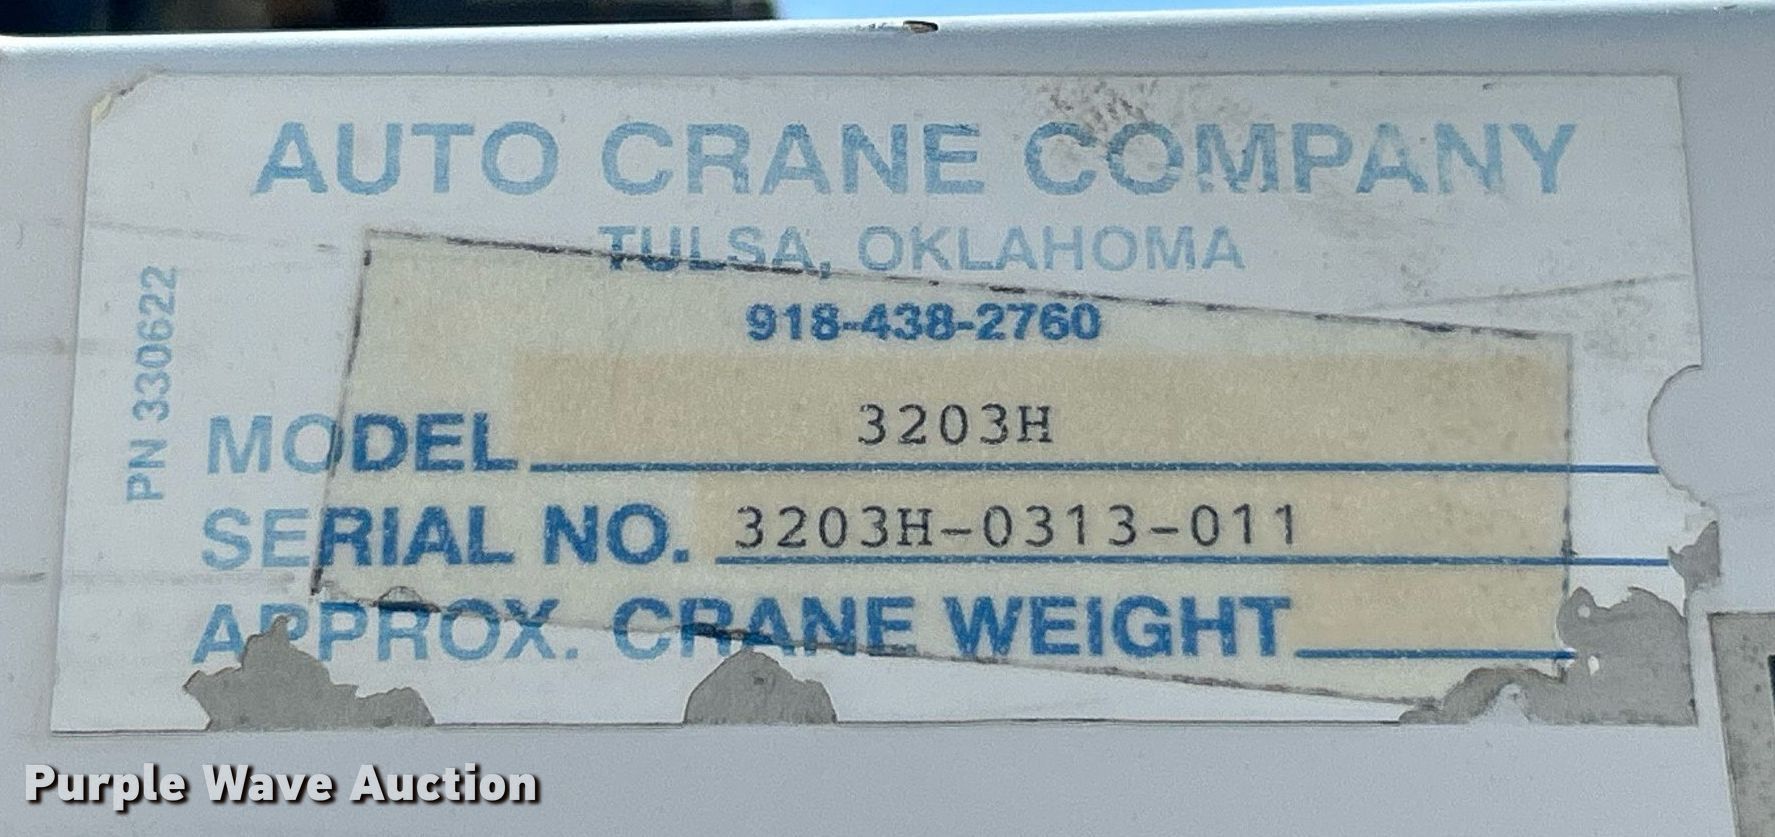 AUTO CRANE COMPANY
TULSA, OKLAHOMA
918-438-2760
PN 330622
MODEL 3203H
SERIAL NO. 3203H-0313-011
APPROX. CRANE WEIGHT
Purple Wave Auction